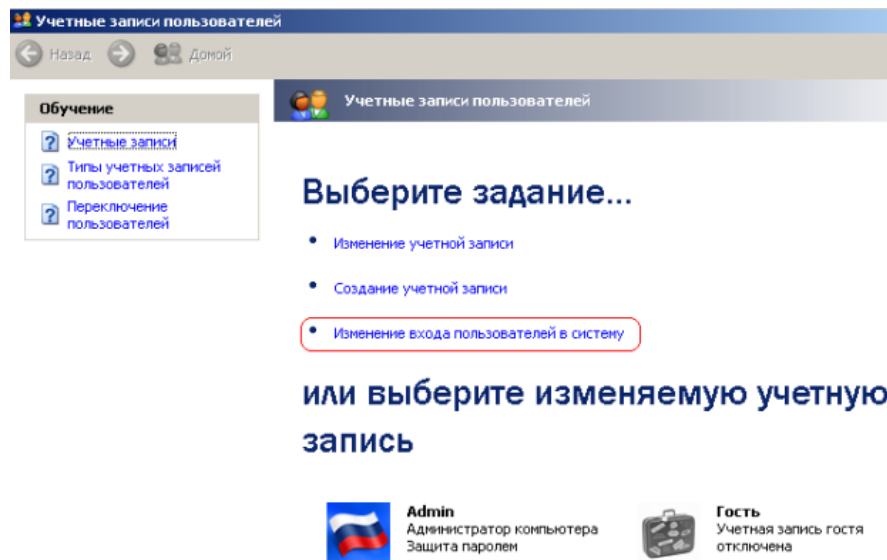 Учетные записи пользователей
Назад
Домой
Обучение
Учетные записи
Типы учетных записей
пользователей
Переключение
пользователей
Учетные записи пользователей
Выберите задание...
Изменение учетной записи
Создание учетной записи
Изменение входа пользователей в систему
или выберите изменяемую учетную
запись
Admin
Администратор компьютера
Защита паролем
Гость
Учетная запись гостя
отключена